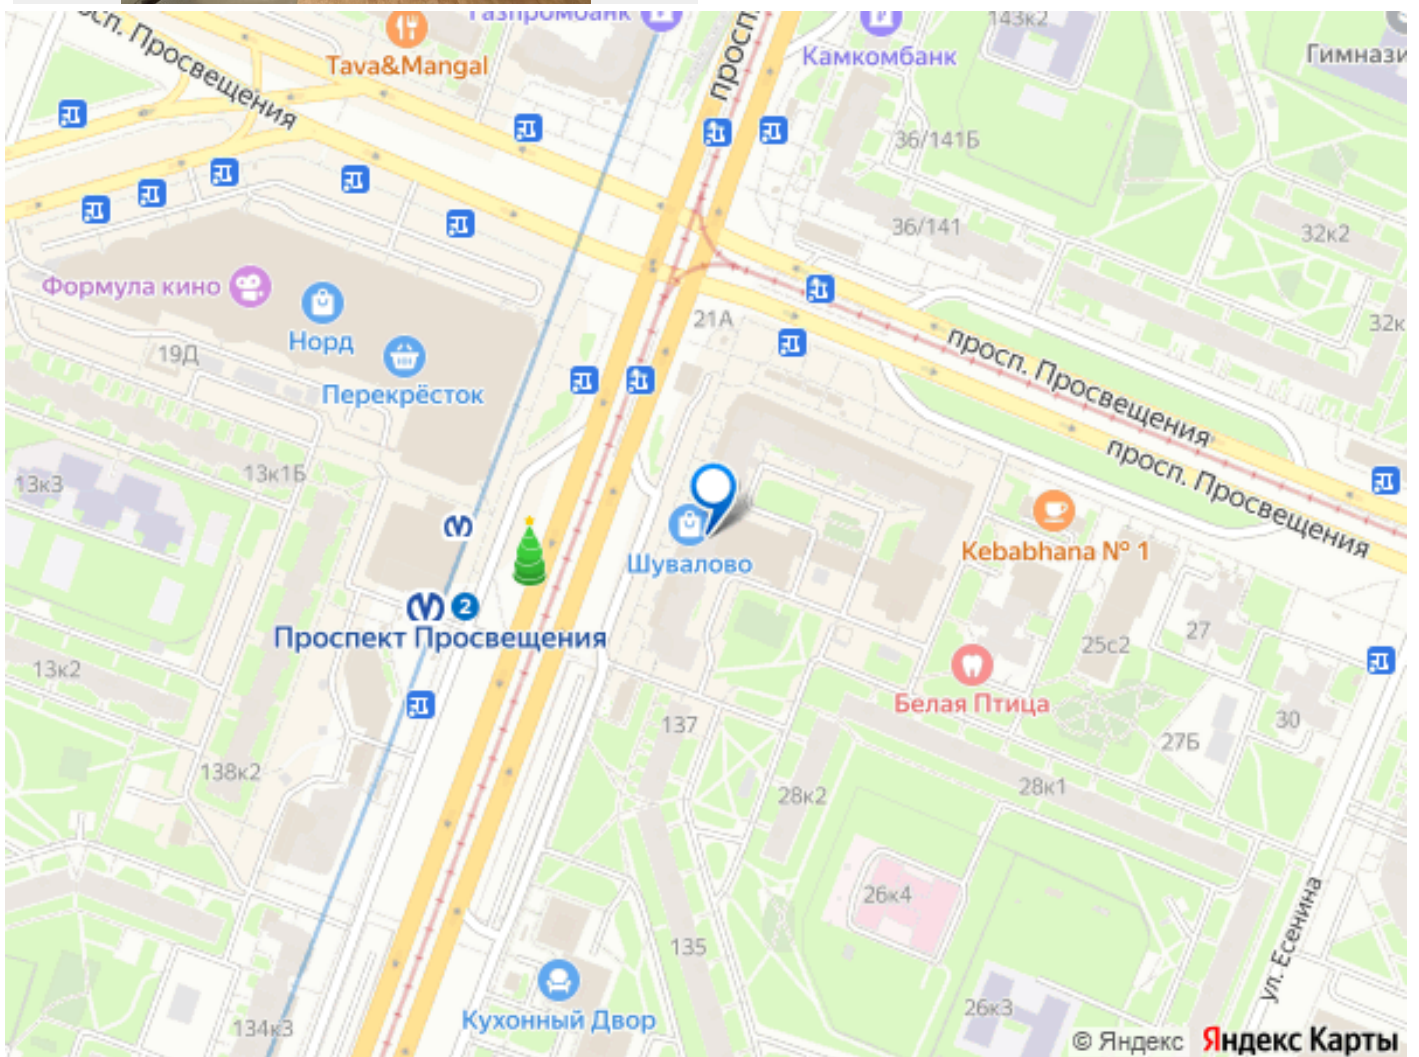 Газпромбанк
просп. Просвещения
Tava&Mangal
просп.
Камкомбанк
143к2
Гимнази
36/141Б
36/141
32к2
Формула кино
Норд
21А
32к
19Д
Перекрёсток
просп. Просвещения
просп. Просвещения
13к3
13к1Б
Шувалово
Kebabhana № 1
2
Проспект Просвещения
27
25с2
13к2
Белая Птица
137
30
27Б
138к2
28к2
28к1
26к4
ул. Есенина
135
26к3
Кухонный Двор
134к3
© Яндекс Яндекс Карты